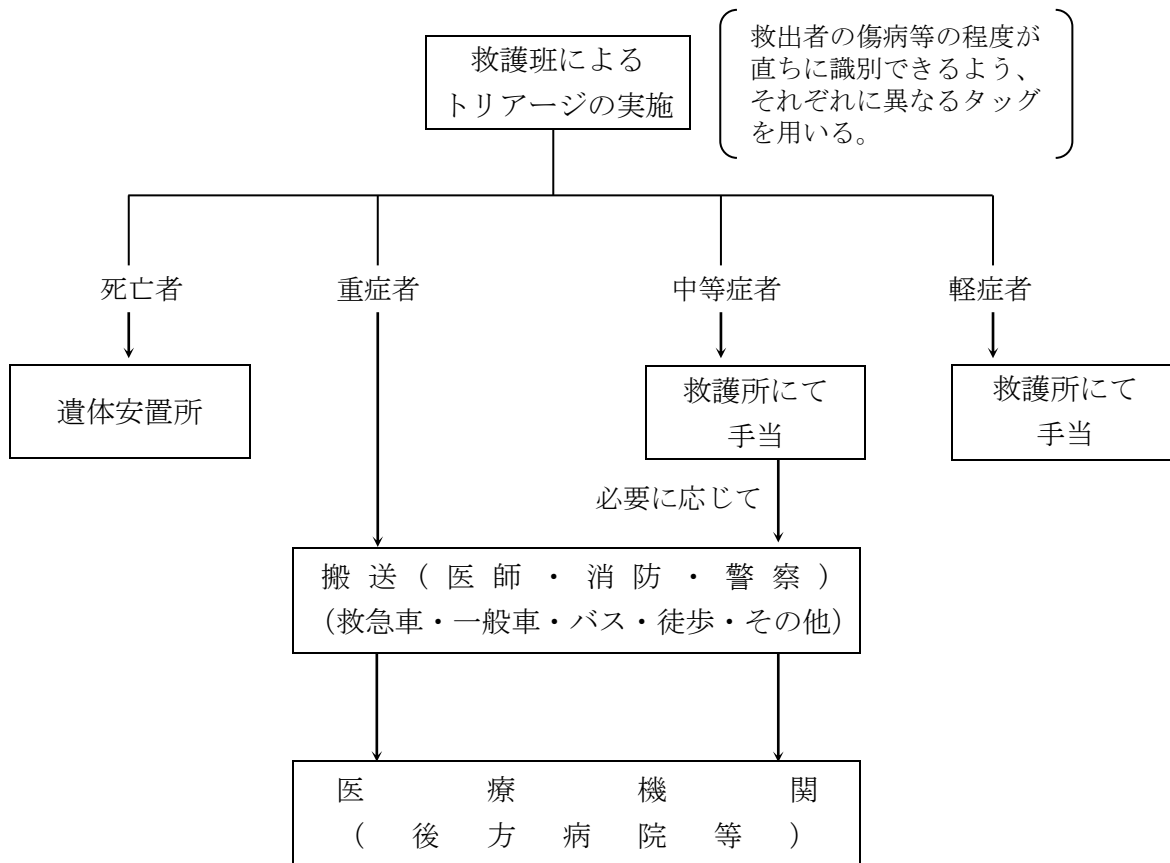 救護班による
トリアージの実施
救出者の傷病等の程度が
直ちに識別できるよう、
それぞれに異なるタッグ
を用いる。
死亡者
重症者
中等症者
軽症者
遺体安置所
救護所にて
手当
救護所にて
手当
必要に応じて
搬送(医師・消防・警察)
(救急車・一般車・バス・徒歩・その他)
医療機関
(後方病院等)